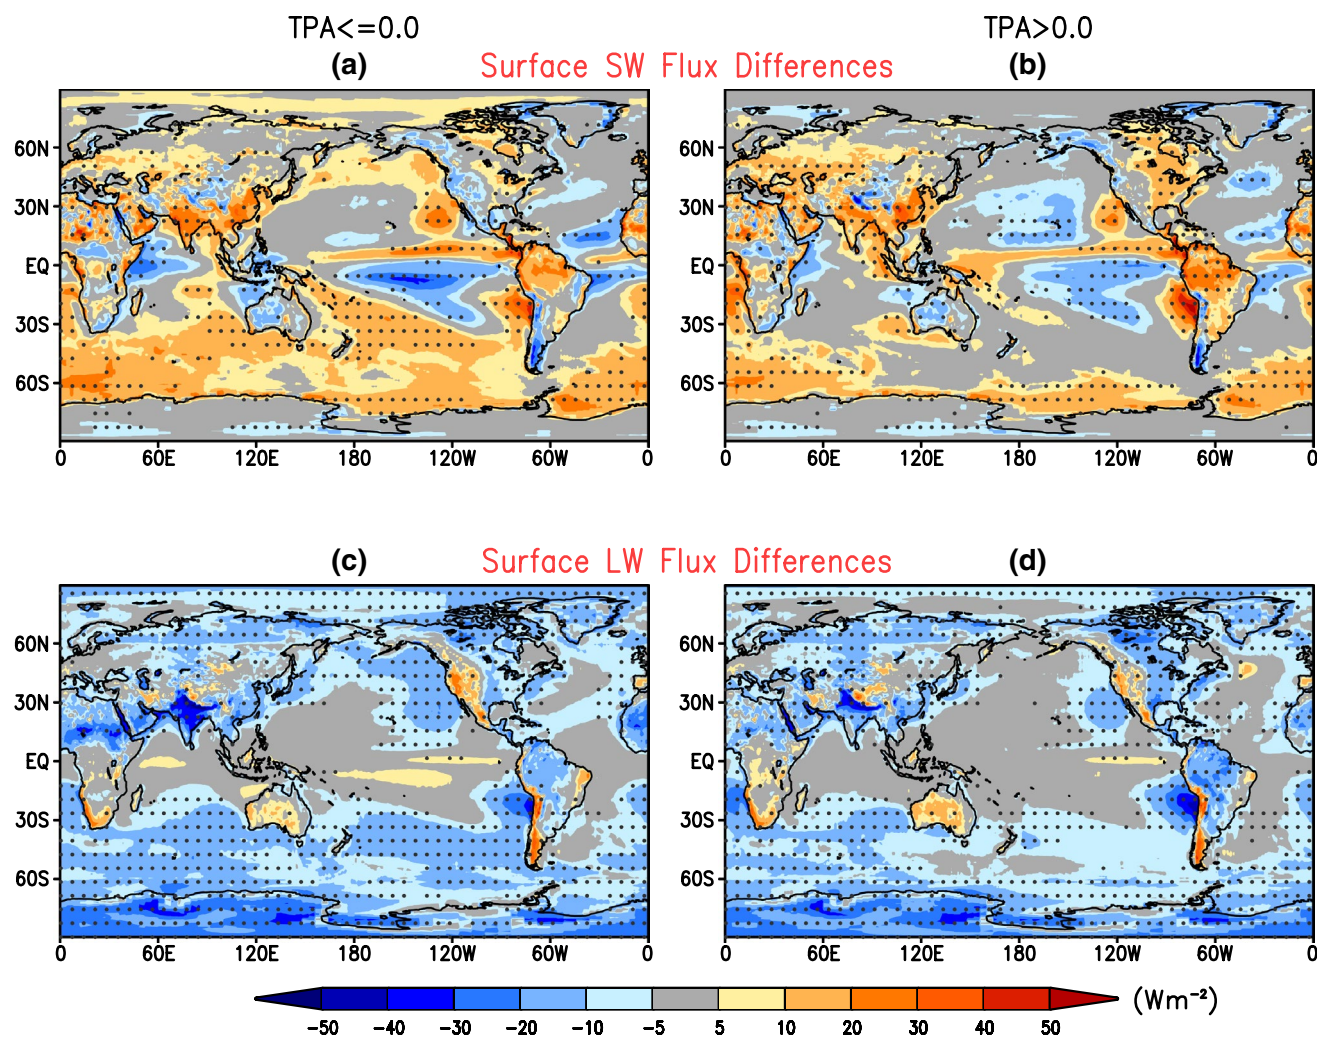 TPA<=0.0 TPA>0.0
(a) Surface SW Flux Differences (b)
60N 60N
30N 30N
EQ EQ
30S 30S
60S 60S
0 60E 120E 180 120W 60W 0 0 60E 120E 180 120W 60W 0
(c) Surface LW Flux Differences (d)
60N 60N
30N 30N
EQ EQ
30S 30S
60S 60S
0 60E 120E 180 120W 60W 0 0 60E 120E 180 120W 60W 0
(Wm⁻²)
−50 −40 −30 −20 −10 −5 5 10 20 30 40 50